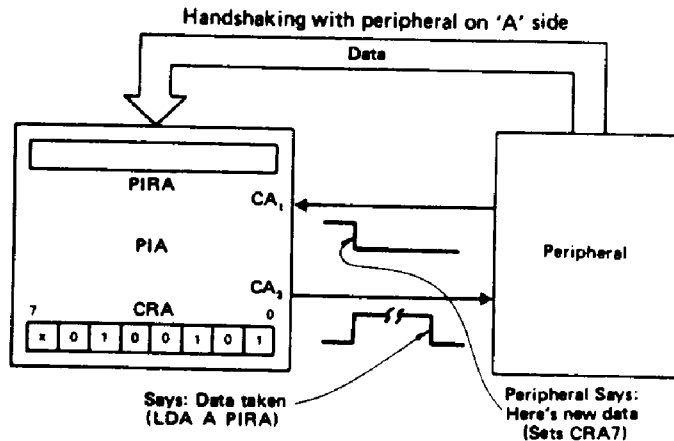 Handshaking with peripheral on 'A' side
Data
PIRA
CA₁
PIA
Peripheral
CA₂
7 CRA 0
x 0 1 0 0 1 0 1
Says: Data taken
(LDA A PIRA)
Peripheral Says:
Here's new data
(Sets CRA7)